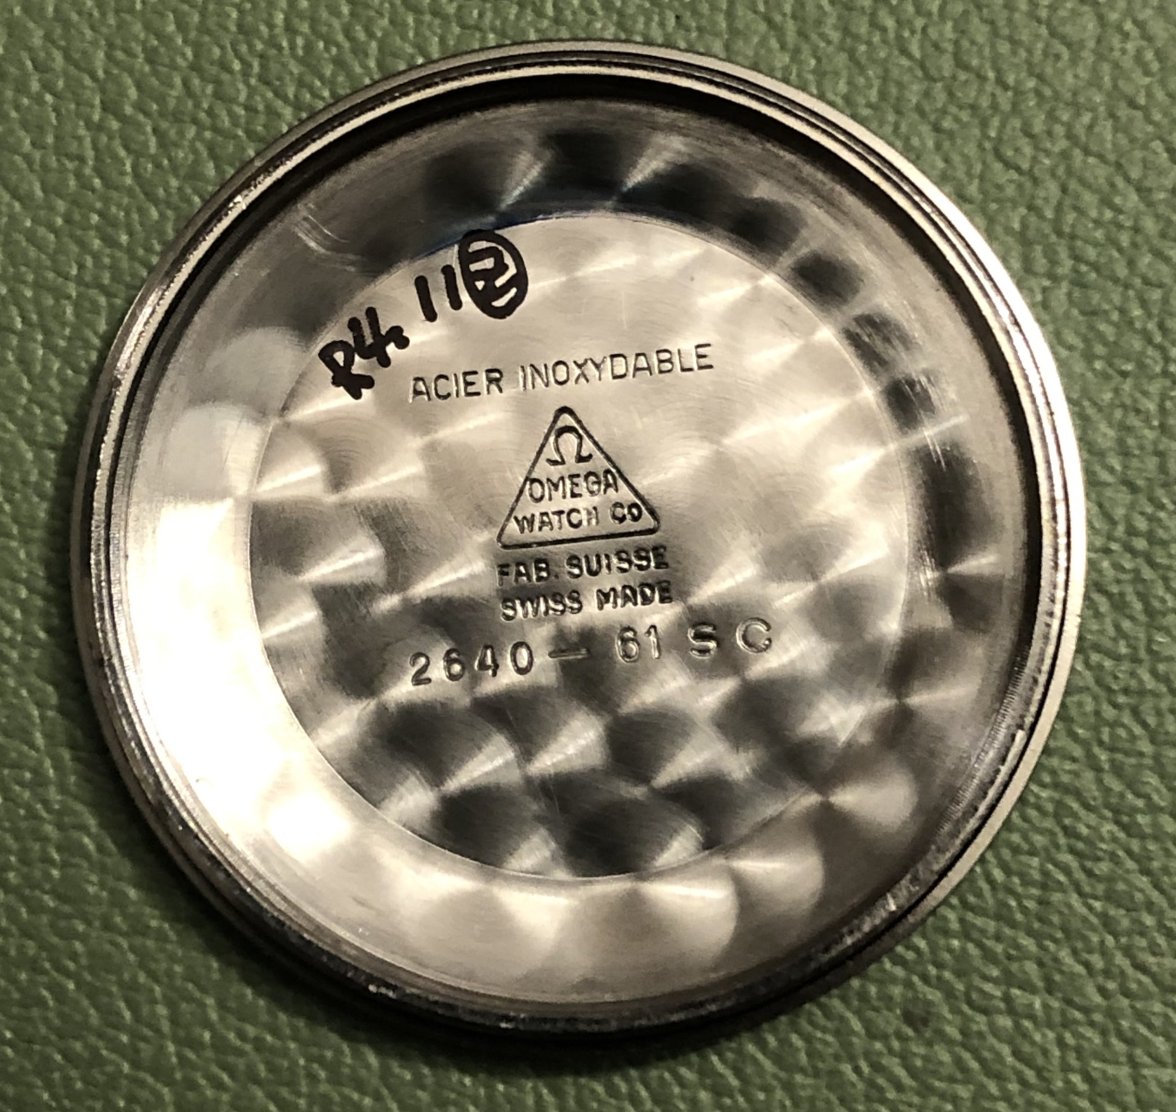 R4.11
ACIER INOXYDABLE
Ω
OMEGA
WATCH Co
FAB. SUISSE
SWISS MADE
2640 — 61 SC